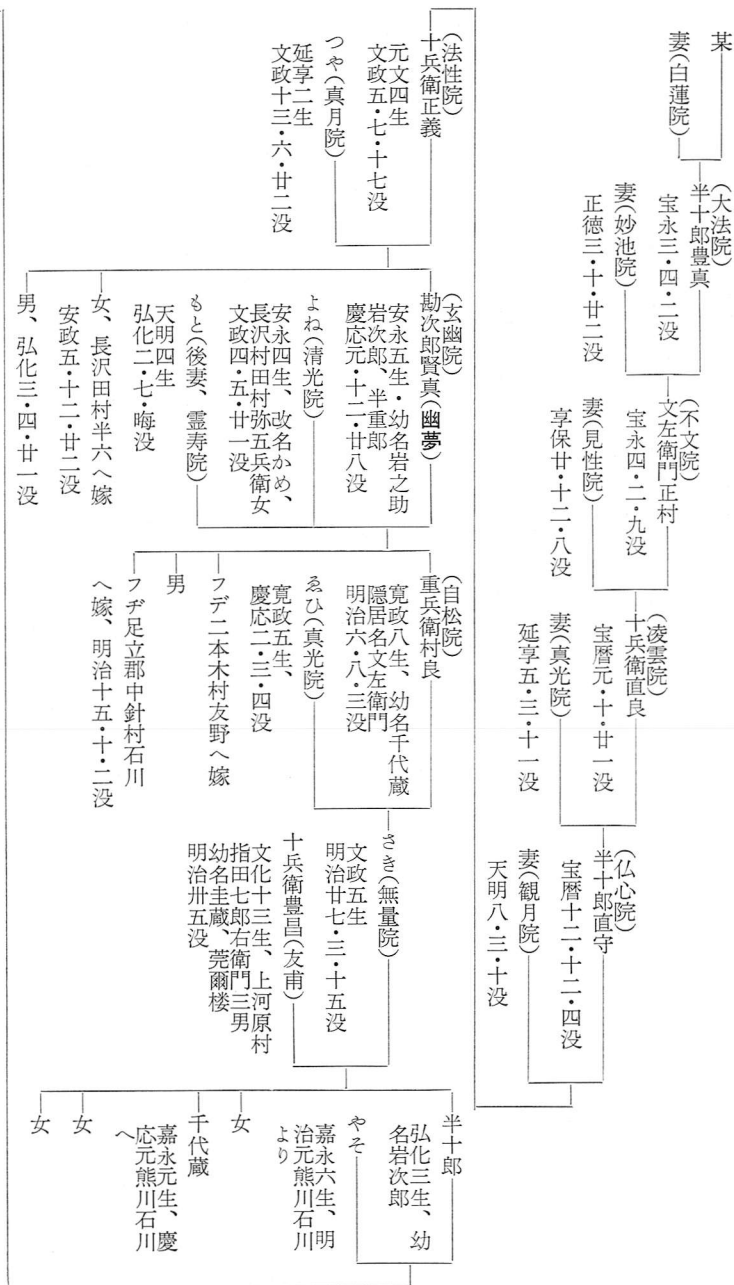 某
妻(白蓮院)
(大法院)
半十郎豊真
宝永三・四・二没
妻(妙池院)
正徳三・十・廿二没
(不文院)
文左衛門正村
宝永四・二・九没
妻(見性院)
享保廿・十二・八没
(凌雲院)
十兵衛直良
宝暦元・十・廿一没
妻(真光院)
延享五・三・十一没
(仏心院)
半十郎直守
宝暦十二・十二・四没
妻(観月院)
天明八・三・十没
(法性院)
十兵衛正義
元文四生
文政五・七・十七没
つや(真月院)
延享二生
文政十三・六・廿二没
(玄幽院)
勘次郎賢真(幽夢)
安永五生・幼名岩之助
岩次郎、半重郎
慶応元・十二・廿八没
よね(清光院)
安永四生、改名かめ、
長沢村田村弥五兵衛女
文政四・五・廿一没
もと(後妻、霊寿院)
天明四生
弘化二・七・晦没
女、長沢田村半六へ嫁
安政五・十二・廿二没
男、弘化三・四・廿一没
(自松院)
重兵衛村良
寛政八生、幼名千代蔵
隠居名文左衛門
明治六・八・三没
ゑひ(真光院)
寛政五生、
慶応二・三・四没
フデ二本木村友野へ嫁
男
フヂ足立郡中針村石川
へ嫁、明治十五・十・二没
さき(無量院)
文政五生
明治廿七・三・十五没
十兵衛豊昌(友甫)
文化十三生、上河原村
指田七郎右衛門三男
幼名圭蔵、莞爾楼
明治卅五没
半十郎
弘化三生、幼
名岩次郎
やそ
嘉永六生、明
治元熊川石川
より
女
千代蔵
嘉永元生、慶
応元熊川石川
へ
女
女